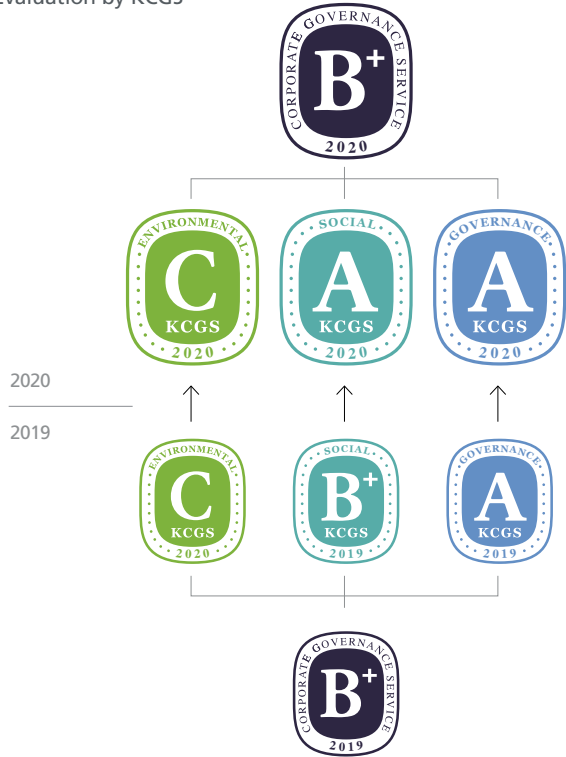 Evaluation by KCGS
CORPORATE GOVERNANCE SERVICE
B+
2020
ENVIRONMENTAL
C
KCGS
2020
SOCIAL
A
KCGS
2020
GOVERNANCE
A
KCGS
2020
2020
2019
ENVIRONMENTAL
C
KCGS
2020
SOCIAL
B+
KCGS
2019
GOVERNANCE
A
KCGS
2019
CORPORATE GOVERNANCE SERVICE
B+
2019